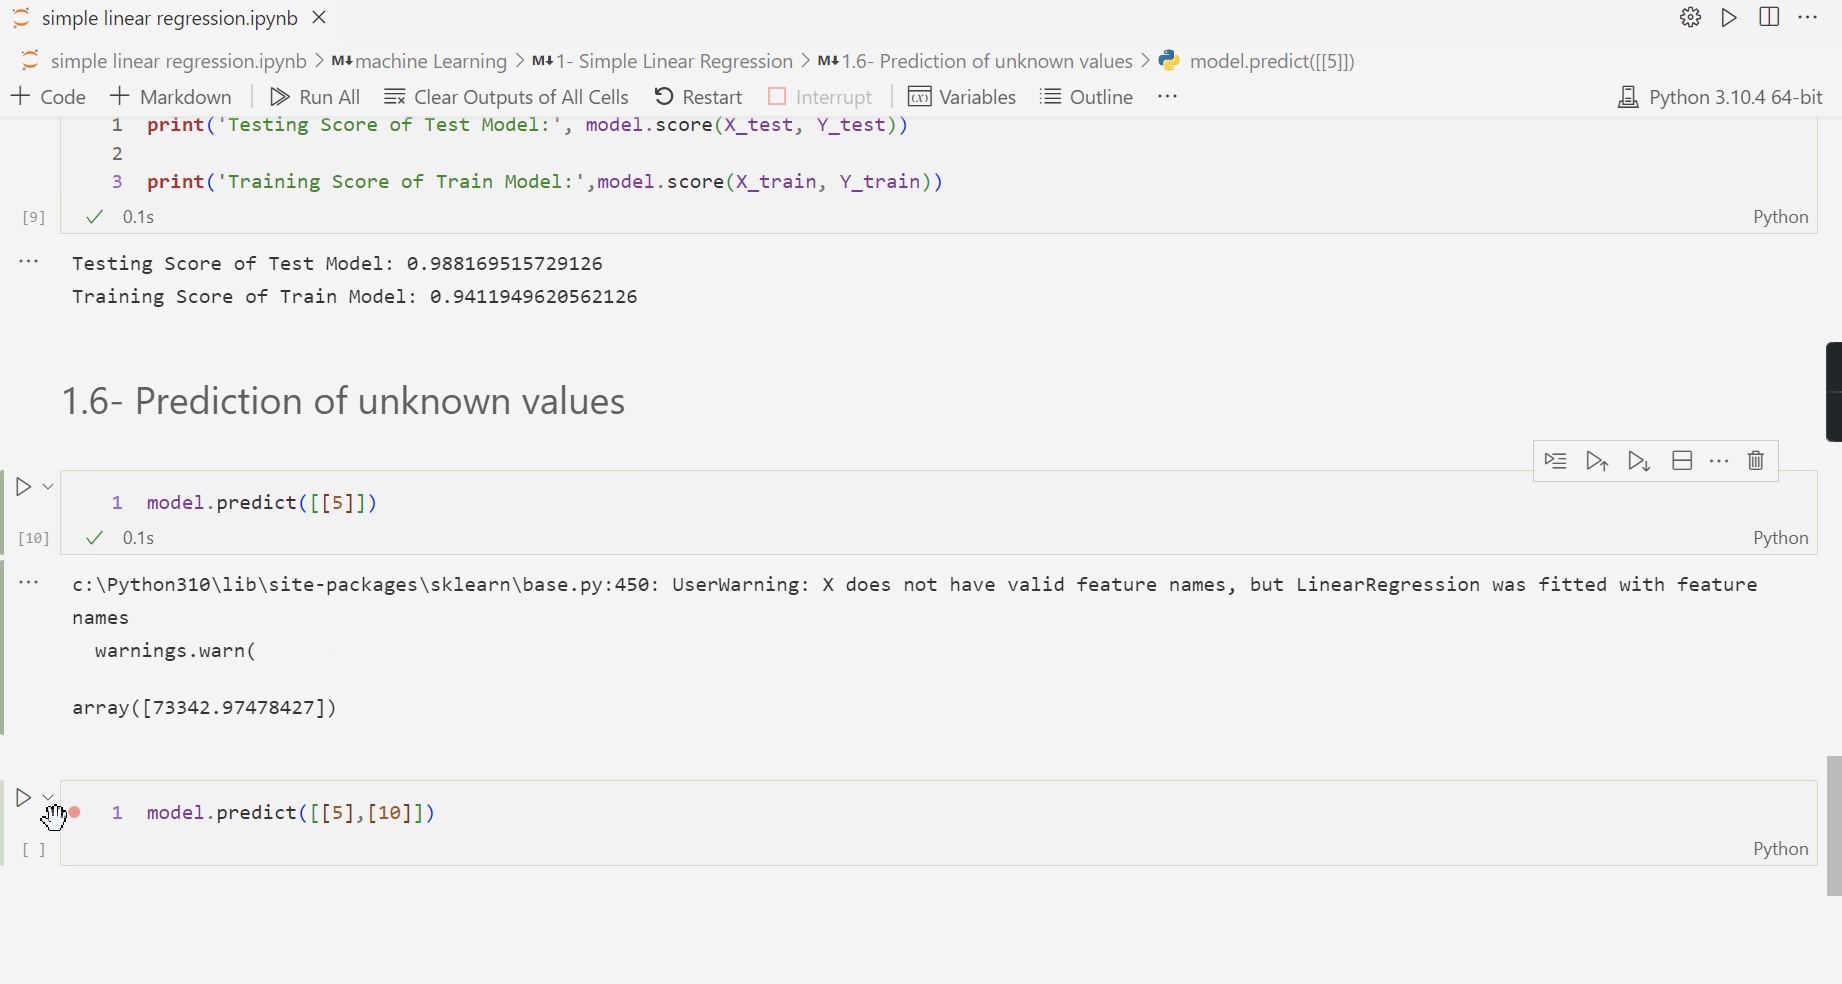 simple linear regression.ipynb
simple linear regression.ipynb > M↓ machine Learning > M↓ 1- Simple Linear Regression > M↓ 1.6- Prediction of unknown values > model.predict([[5]])
+ Code + Markdown | Run All Clear Outputs of All Cells Restart Interrupt | Variables Outline ··· Python 3.10.4 64-bit
1 print('Testing Score of Test Model:', model.score(X_test, Y_test))
2
3 print('Training Score of Train Model:',model.score(X_train, Y_train))
[9] ✓ 0.1s Python
... Testing Score of Test Model: 0.988169515729126
Training Score of Train Model: 0.9411949620562126
1.6- Prediction of unknown values
1 model.predict([[5]])
[10] ✓ 0.1s Python
... c:\Python310\lib\site-packages\sklearn\base.py:450: UserWarning: X does not have valid feature names, but LinearRegression was fitted with feature
names
warnings.warn(
array([73342.97478427])
1 model.predict([[5],[10]])
[ ] Python